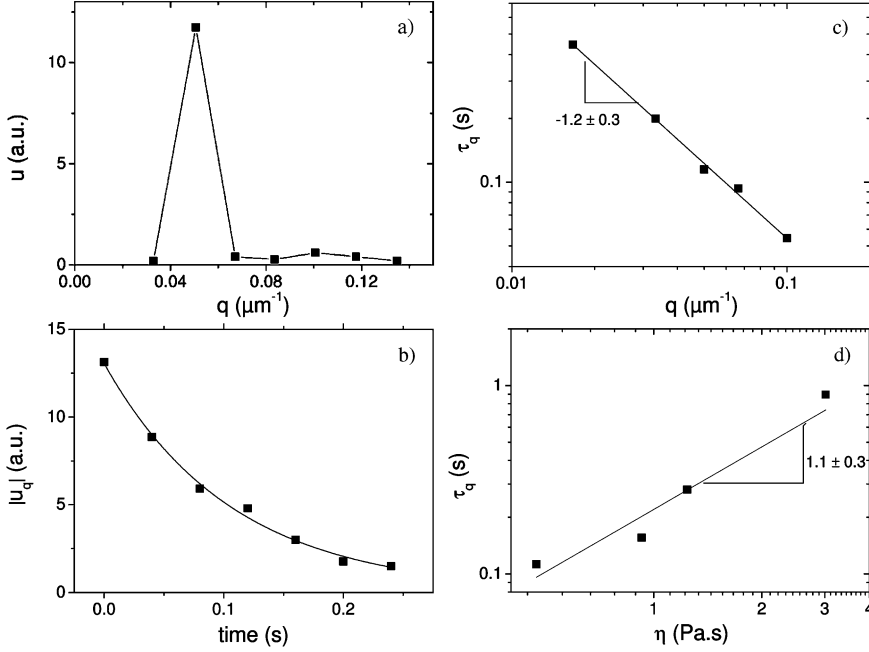 a)
u (a.u.)
10
5
0
0.00 0.04 0.08 0.12
q (μm⁻¹)
c)
τq (s)
0.1
-1.2 ± 0.3
0.01 0.1
q (μm⁻¹)
b)
|uq| (a.u.)
15
10
5
0
0.0 0.1 0.2
time (s)
d)
τq (s)
1
0.1
1.1 ± 0.3
1 2 3 4
η (Pa.s)